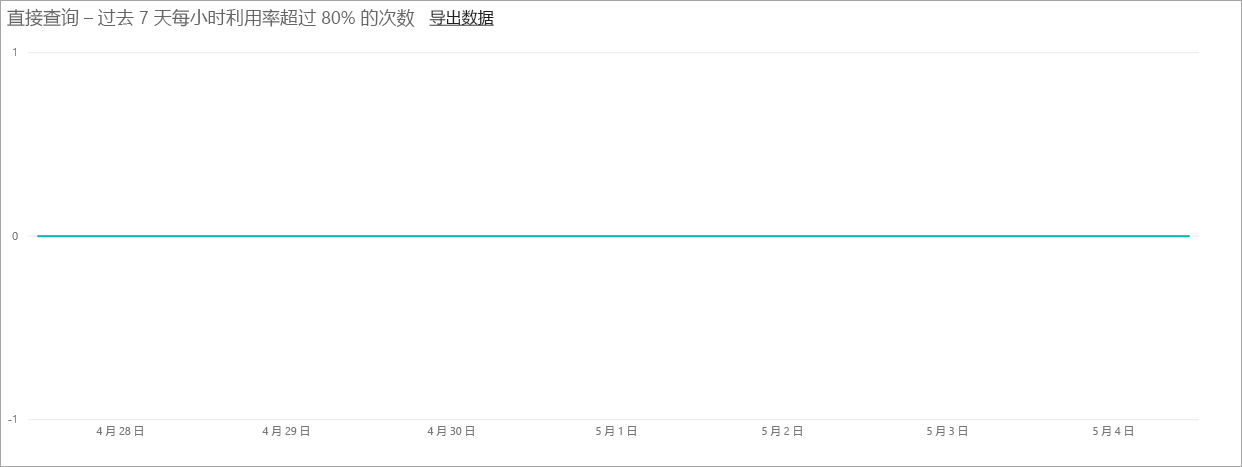 直接查询 – 过去 7 天每小时利用率超过 80% 的次数 导出数据
1
0
-1
4 月 28 日 4 月 29 日 4 月 30 日 5 月 1 日 5 月 2 日 5 月 3 日 5 月 4 日